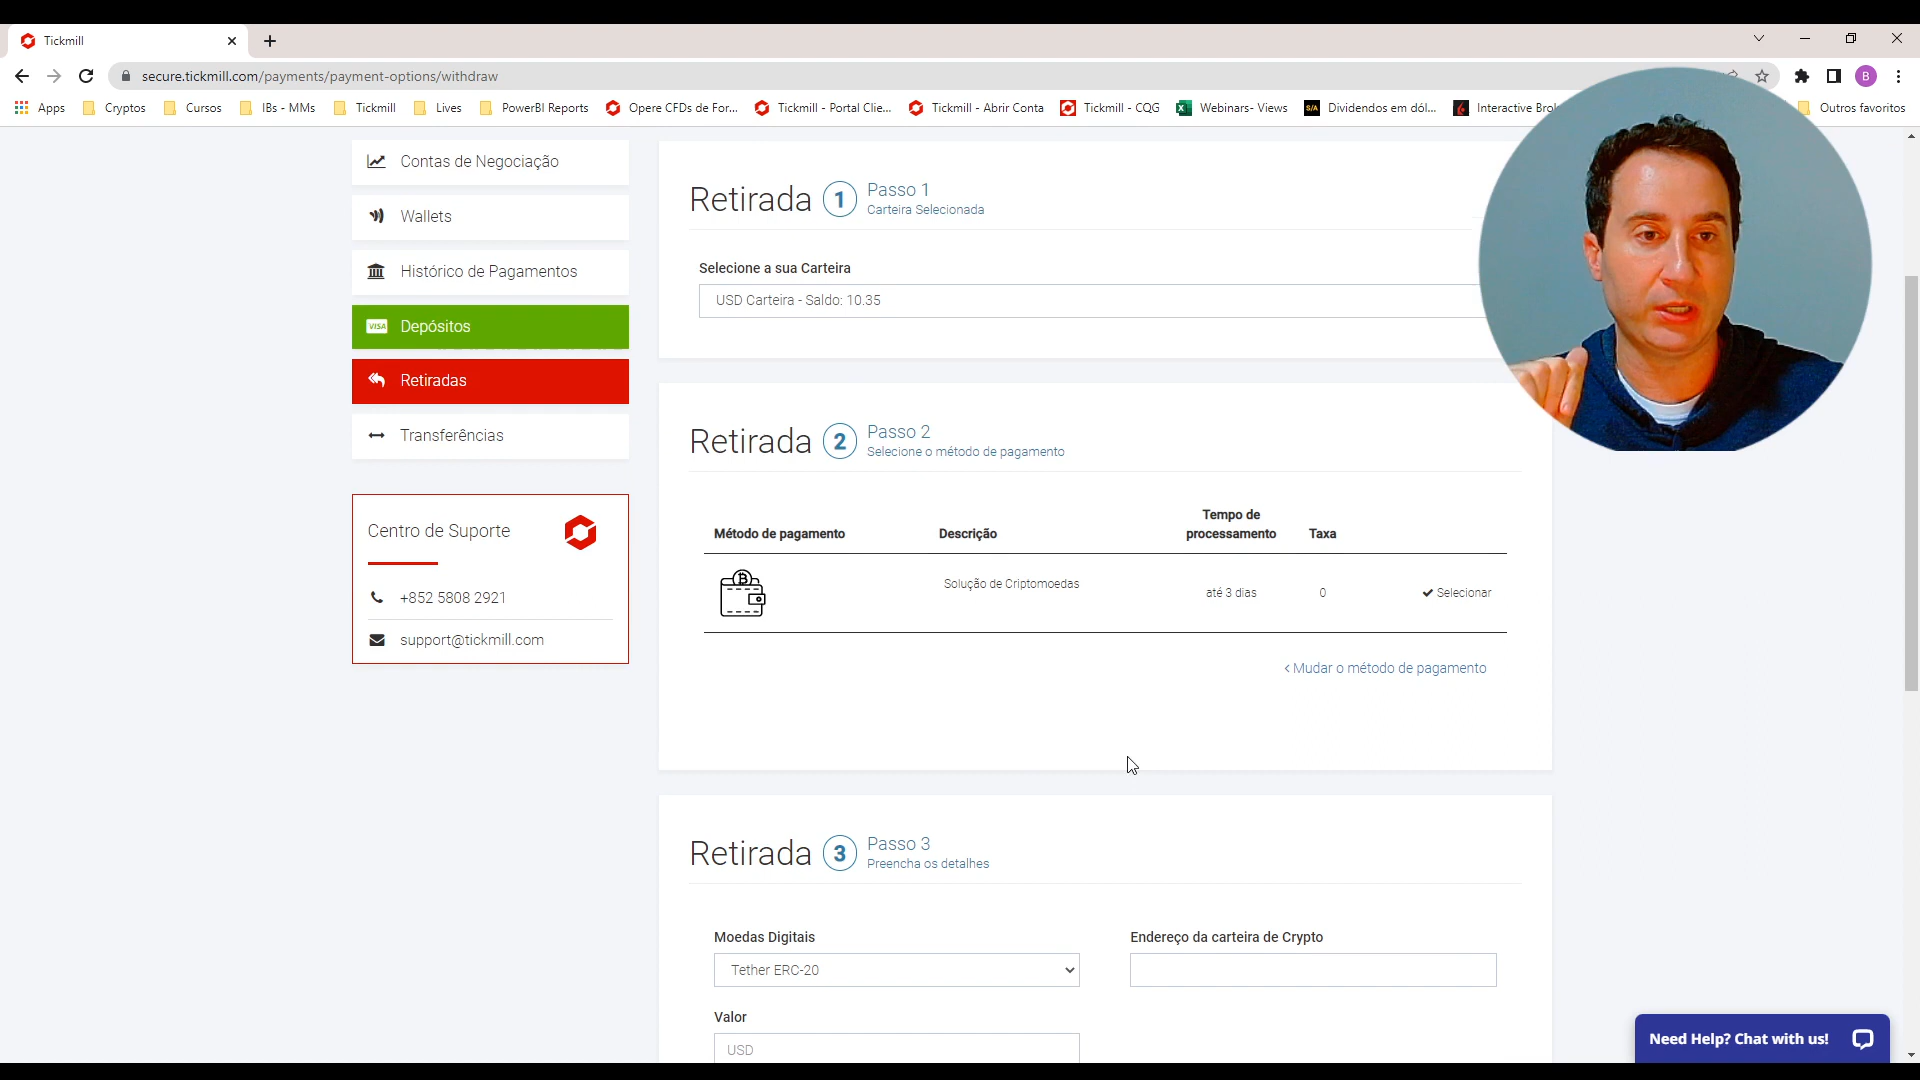 Tickmill
secure.tickmill.com/payments/payment-options/withdraw
B
Apps
Cryptos
Cursos
IBs - MMs
Tickmill
Lives
PowerBI Reports
Opere CFDs de For...
Tickmill - Portal Clie...
Tickmill - Abrir Conta
Tickmill - CQG
Webinars- Views
S/A
Dividendos em dól...
Interactive
Outros favoritos
Contas de Negociação
Wallets
Histórico de Pagamentos
VISA
Depósitos
Retiradas
Transferências
Centro de Suporte
+852 5808 2921
support@tickmill.com
Retirada
1
Passo 1
Carteira Selecionada
Selecione a sua Carteira
USD Carteira - Saldo: 10.35
Retirada
2
Passo 2
Selecione o método de pagamento
Método de pagamento
Descrição
Tempo de
processamento
Taxa
Solução de Criptomoedas
até 3 dias
0
Selecionar
< Mudar o método de pagamento
Retirada
3
Passo 3
Preencha os detalhes
Moedas Digitais
Endereço da carteira de Crypto
Tether ERC-20
Valor
USD
Need Help? Chat with us!